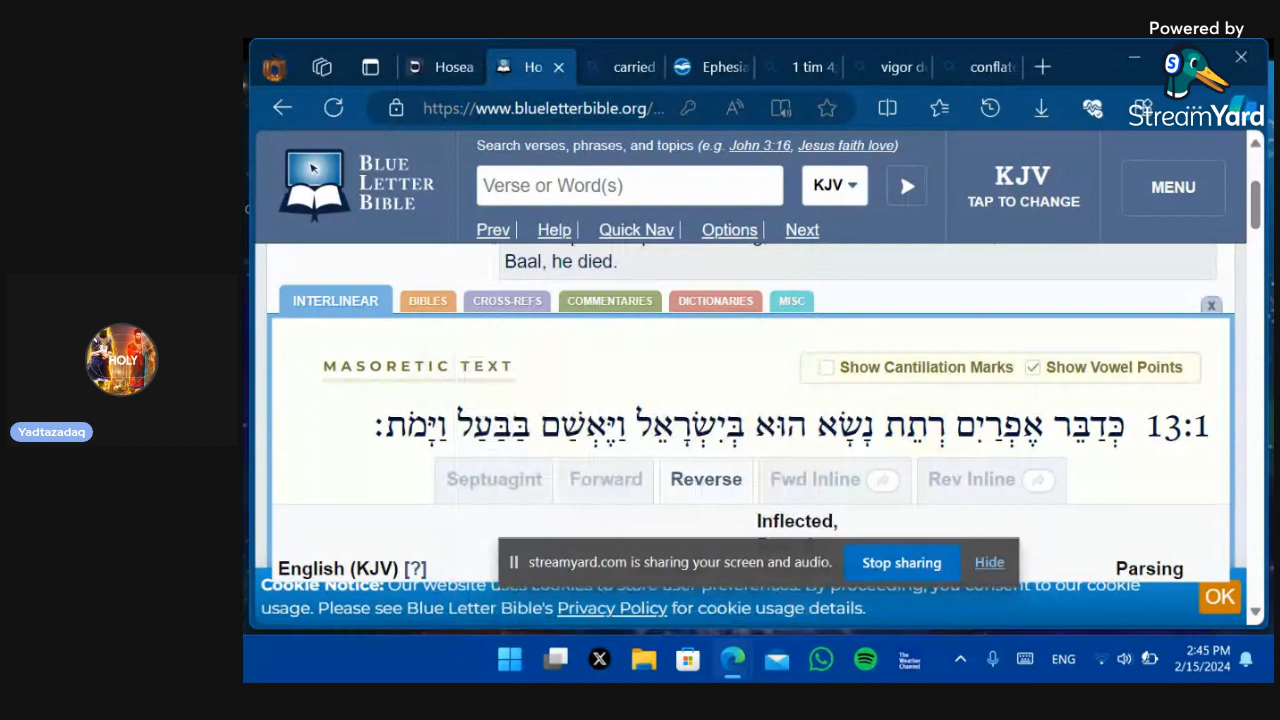 Powered by
StreamYard
Hosea
Ho
carried
Ephesia
1 tim 4
vigor d
conflat
https://www.blueletterbible.org/...
BLUE
LETTER
BIBLE
Search verses, phrases, and topics (e.g. John 3:16, Jesus faith love)
Verse or Word(s)
KJV
KJV
TAP TO CHANGE
MENU
Prev | Help | Quick Nav | Options | Next
Baal, he died.
INTERLINEAR
BIBLES
CROSS-REFS
COMMENTARIES
DICTIONARIES
MISC
x
MASORETIC TEXT
Show Cantillation Marks
Show Vowel Points
13:1 כְּדַבֵּר אֶפְרַיִם רְתֵת נָשָׂא הוּא בְּיִשְׂרָאֵל וַיֶּאְשַׁם בַּבַּעַל וַיָּמֹת׃
Septuagint
Forward
Reverse
Fwd Inline
Rev Inline
Inflected,
English (KJV) [?]
Parsing
streamyard.com is sharing your screen and audio.
Stop sharing
Hide
Cookie Notice: Our website uses cookies to store user preferences. By proceeding, you consent to our cookie
usage. Please see Blue Letter Bible's Privacy Policy for cookie usage details.
OK
HOLY
Yadtazadaq
The
Weather
Channel
ENG
2:45 PM
2/15/2024